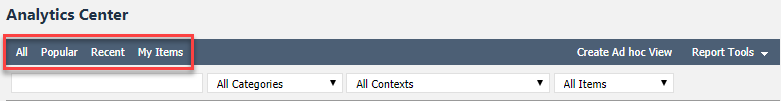 Analytics Center
All Popular Recent My Items Create Ad hoc View Report Tools
All Categories All Contexts All Items